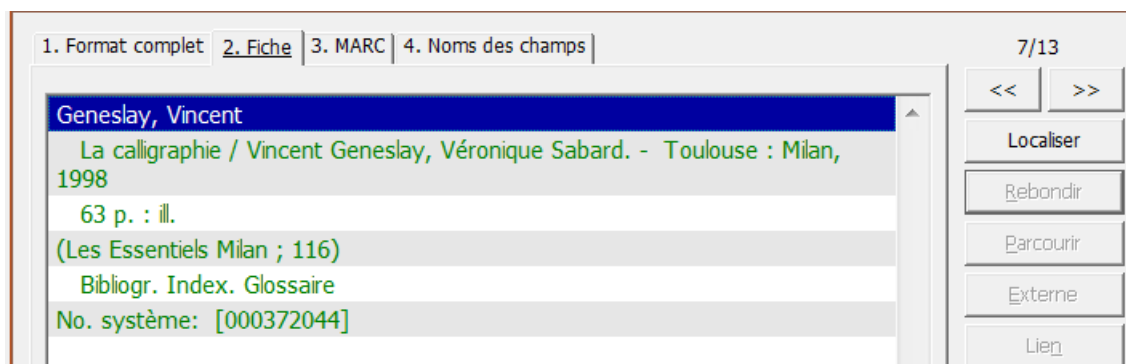 1. Format complet 2. Fiche 3. MARC 4. Noms des champs 7/13
<< >>
Geneslay, Vincent
La calligraphie / Vincent Geneslay, Véronique Sabard. - Toulouse : Milan,
1998
63 p. : ill.
(Les Essentiels Milan ; 116)
Bibliogr. Index. Glossaire
No. système: [000372044]
Localiser
Rebondir
Parcourir
Externe
Lien